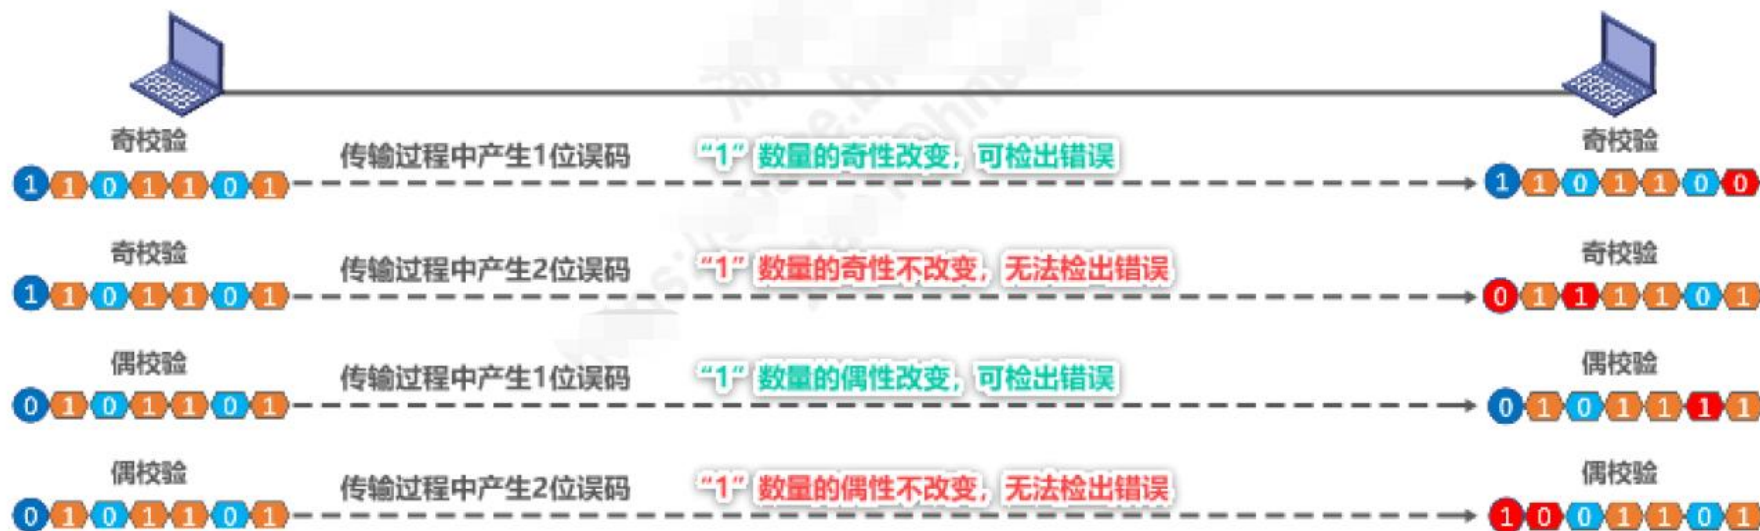 奇校验 奇校验
传输过程中产生1位误码 “1”数量的奇性改变，可检出错误
1 1 0 1 1 0 1 1 1 0 1 1 0 0
奇校验 奇校验
传输过程中产生2位误码 “1”数量的奇性不改变，无法检出错误
1 1 0 1 1 0 1 0 1 1 1 1 0 1
偶校验 偶校验
传输过程中产生1位误码 “1”数量的偶性改变，可检出错误
0 1 0 1 1 0 1 0 1 0 1 1 1 1
偶校验 偶校验
传输过程中产生2位误码 “1”数量的偶性不改变，无法检出错误
0 1 0 1 1 0 1 1 0 0 1 1 0 1